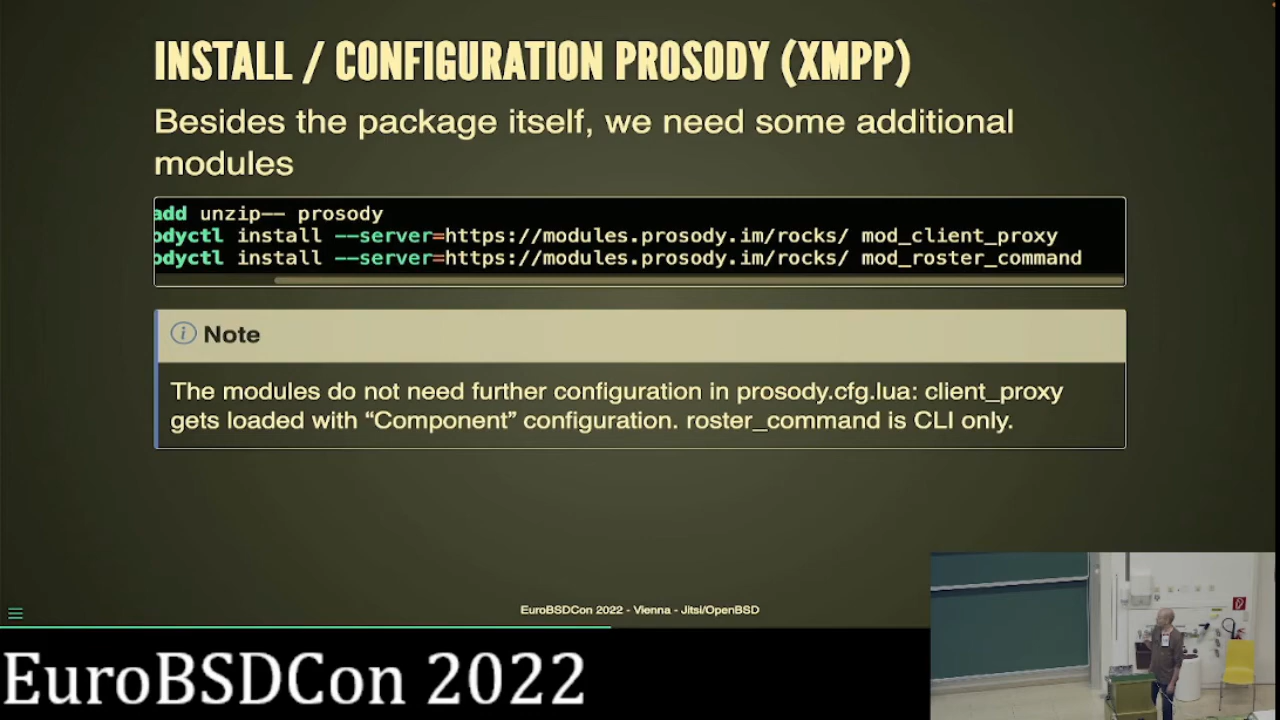 INSTALL / CONFIGURATION PROSODY (XMPP)
Besides the package itself, we need some additional
modules
add unzip-- prosody
odyctl install --server=https://modules.prosody.im/rocks/ mod_client_proxy
odyctl install --server=https://modules.prosody.im/rocks/ mod_roster_command
Note
The modules do not need further configuration in prosody.cfg.lua: client_proxy
gets loaded with “Component” configuration. roster_command is CLI only.
EuroBSDCon 2022 - Vienna - Jitsi/OpenBSD
EuroBSDCon 2022